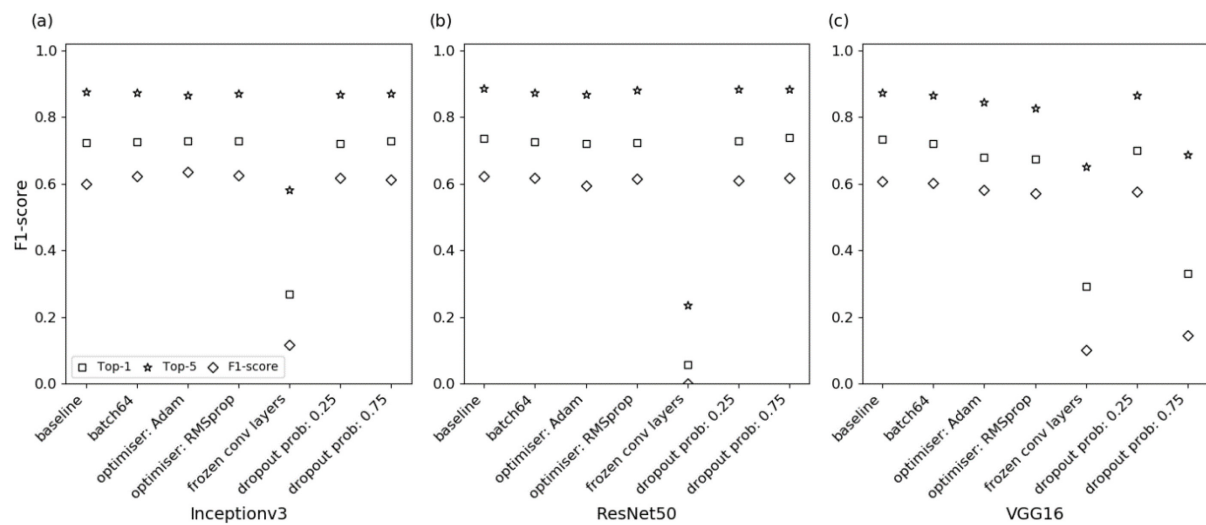 (a)
(b)
(c)
F1-score
1.0
0.8
0.6
0.4
0.2
0.0
Top-1 Top-5 F1-score
baseline
batch64
optimiser: Adam
optimiser: RMSprop
frozen conv layers
dropout prob: 0.25
dropout prob: 0.75
Inceptionv3
1.0
0.8
0.6
0.4
0.2
0.0
baseline
batch64
optimiser: Adam
optimiser: RMSprop
frozen conv layers
dropout prob: 0.25
dropout prob: 0.75
ResNet50
1.0
0.8
0.6
0.4
0.2
0.0
baseline
batch64
optimiser: Adam
optimiser: RMSprop
frozen conv layers
dropout prob: 0.25
dropout prob: 0.75
VGG16